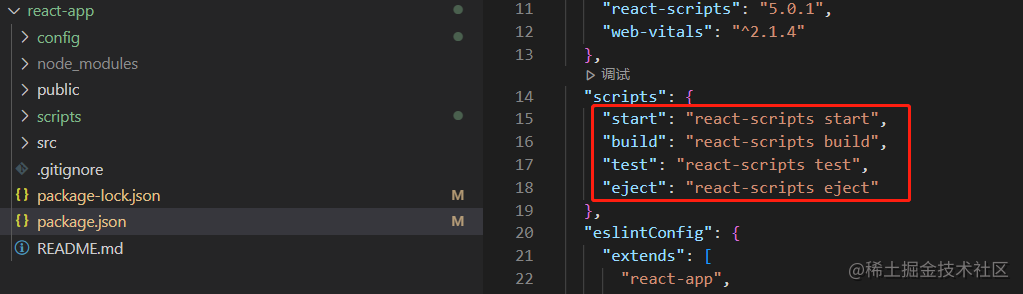 react-app
config
node_modules
public
scripts
src
.gitignore
package-lock.json M
package.json M
README.md
11 "react-scripts": "5.0.1",
12 "web-vitals": "^2.1.4"
13 },
调试
14 "scripts": {
15 "start": "react-scripts start",
16 "build": "react-scripts build",
17 "test": "react-scripts test",
18 "eject": "react-scripts eject"
19 },
20 "eslintConfig": {
21 "extends": [
22 "react-app",
@稀土掘金技术社区